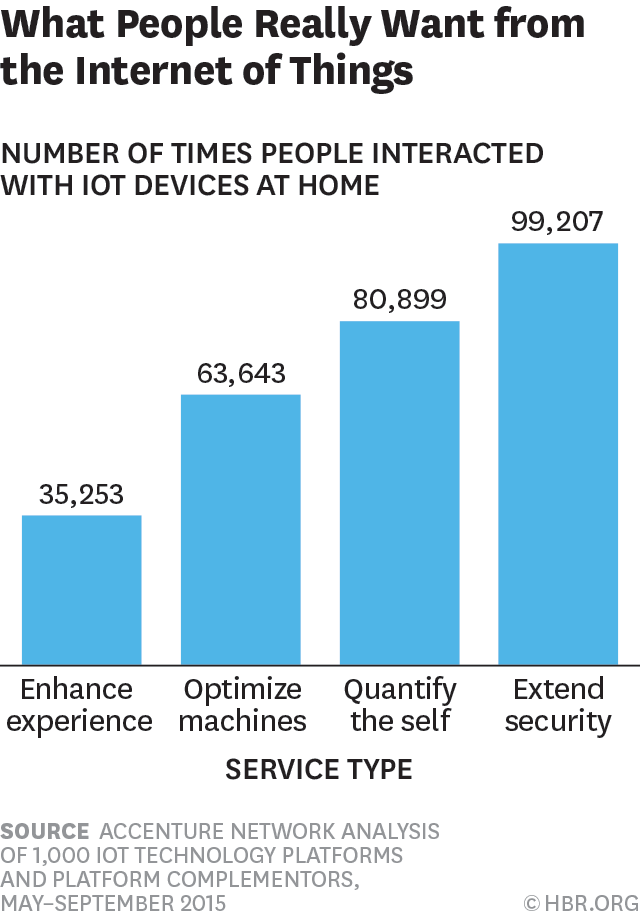 What People Really Want from
the Internet of Things
NUMBER OF TIMES PEOPLE INTERACTED
WITH IOT DEVICES AT HOME
99,207
80,899
63,643
35,253
Enhance experience
Optimize machines
Quantify the self
Extend security
SERVICE TYPE
SOURCE ACCENTURE NETWORK ANALYSIS
OF 1,000 IOT TECHNOLOGY PLATFORMS
AND PLATFORM COMPLEMENTORS,
MAY–SEPTEMBER 2015
© HBR.ORG